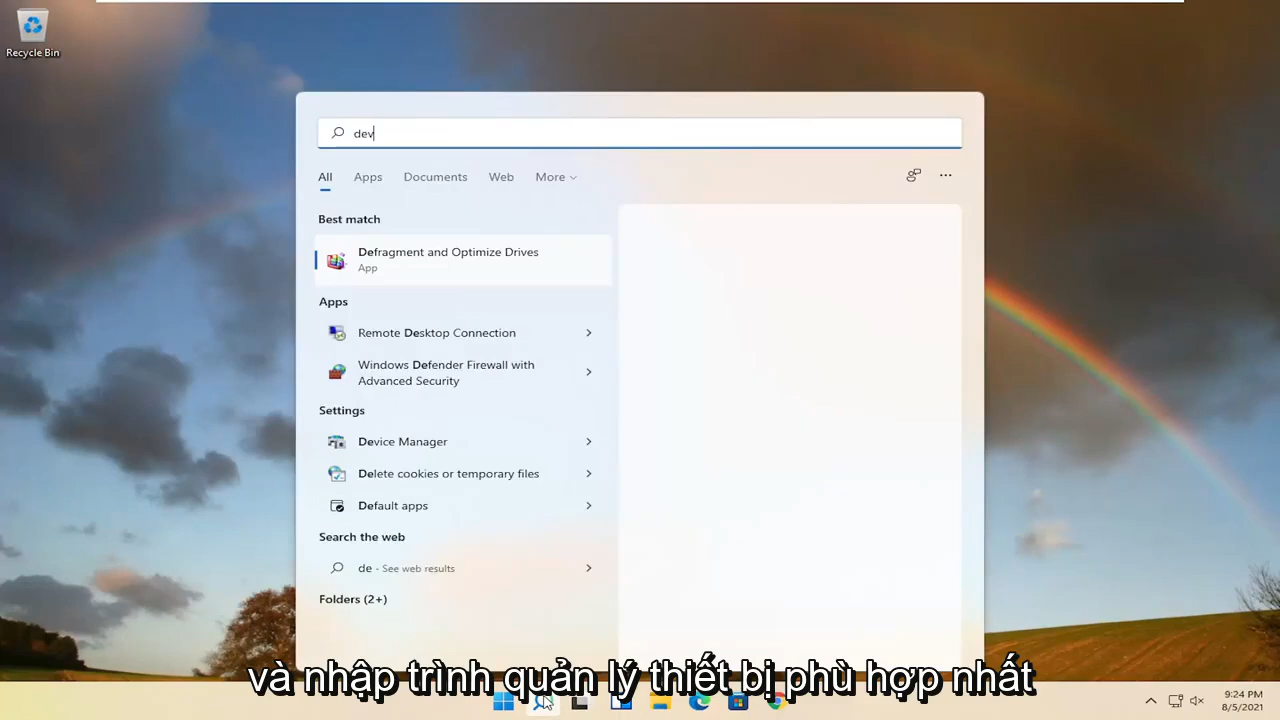 Recycle Bin
dev
All Apps Documents Web More
Best match
Defragment and Optimize Drives
App
Apps
Remote Desktop Connection
Windows Defender Firewall with
Advanced Security
Settings
Device Manager
Delete cookies or temporary files
Default apps
Search the web
de - See web results
Folders (2+)
và nhập trình quản lý thiết bị phù hợp nhất
9:24 PM
8/5/2021